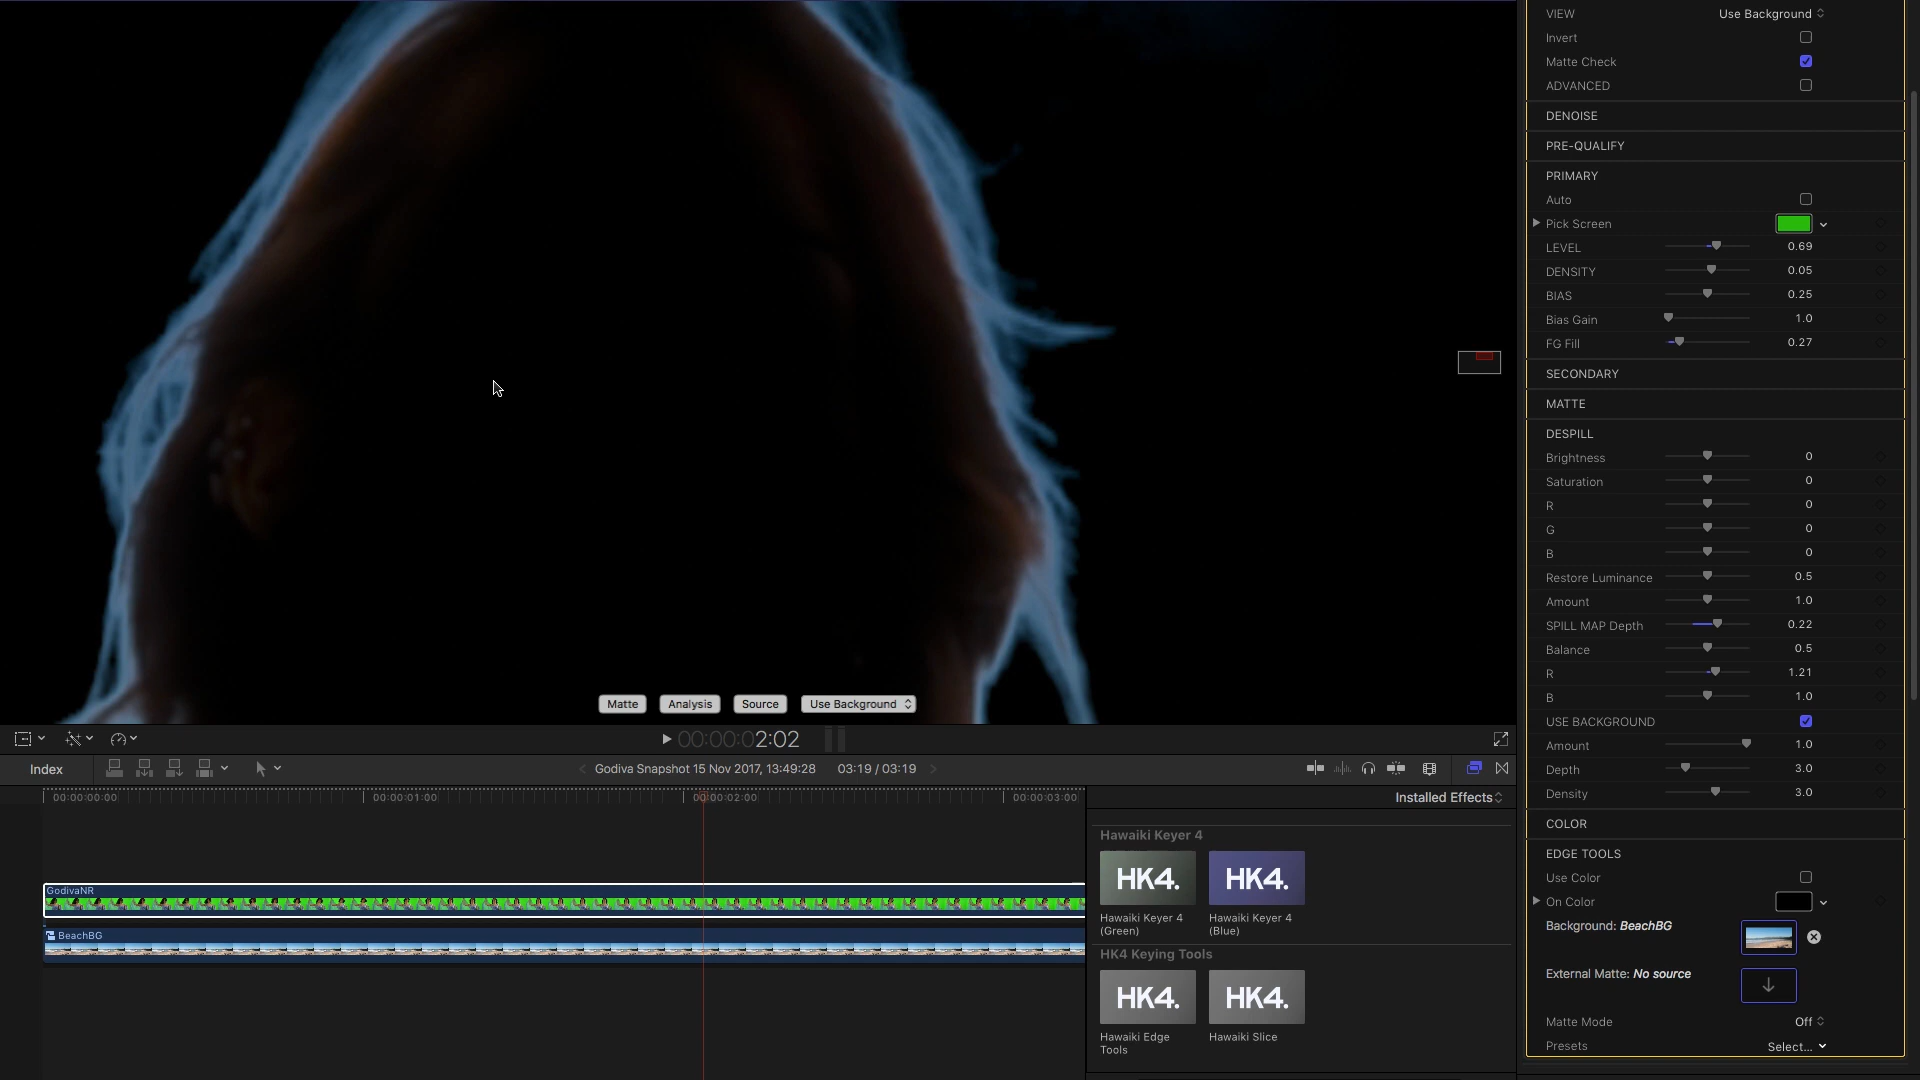 VIEW Use Background
Invert
Matte Check
ADVANCED
DENOISE
PRE-QUALIFY
PRIMARY
Auto
Pick Screen
LEVEL 0.69
DENSITY 0.05
BIAS 0.25
Bias Gain 1.0
FG Fill 0.27
SECONDARY
MATTE
DESPILL
Brightness 0
Saturation 0
R 0
G 0
B 0
Restore Luminance 0.5
Amount 1.0
SPILL MAP Depth 0.22
Balance 0.5
R 1.21
B 1.0
USE BACKGROUND
Amount 1.0
Depth 3.0
Density 3.0
COLOR
EDGE TOOLS
Use Color
On Color
Background: BeachBG
External Matte: No source
Matte Mode Off
Presets Select...
Matte Analysis Source Use Background
00:00:02:02
Index Godiva Snapshot 15 Nov 2017, 13:49:28 03:19 / 03:19
00:00:00:00 00:00:01:00 00:00:02:00 00:00:03:00
GodivaNR
BeachBG
Installed Effects
Hawaiki Keyer 4
HK4. HK4.
Hawaiki Keyer 4 Hawaiki Keyer 4
(Green) (Blue)
HK4 Keying Tools
HK4. HK4.
Hawaiki Edge Hawaiki Slice
Tools